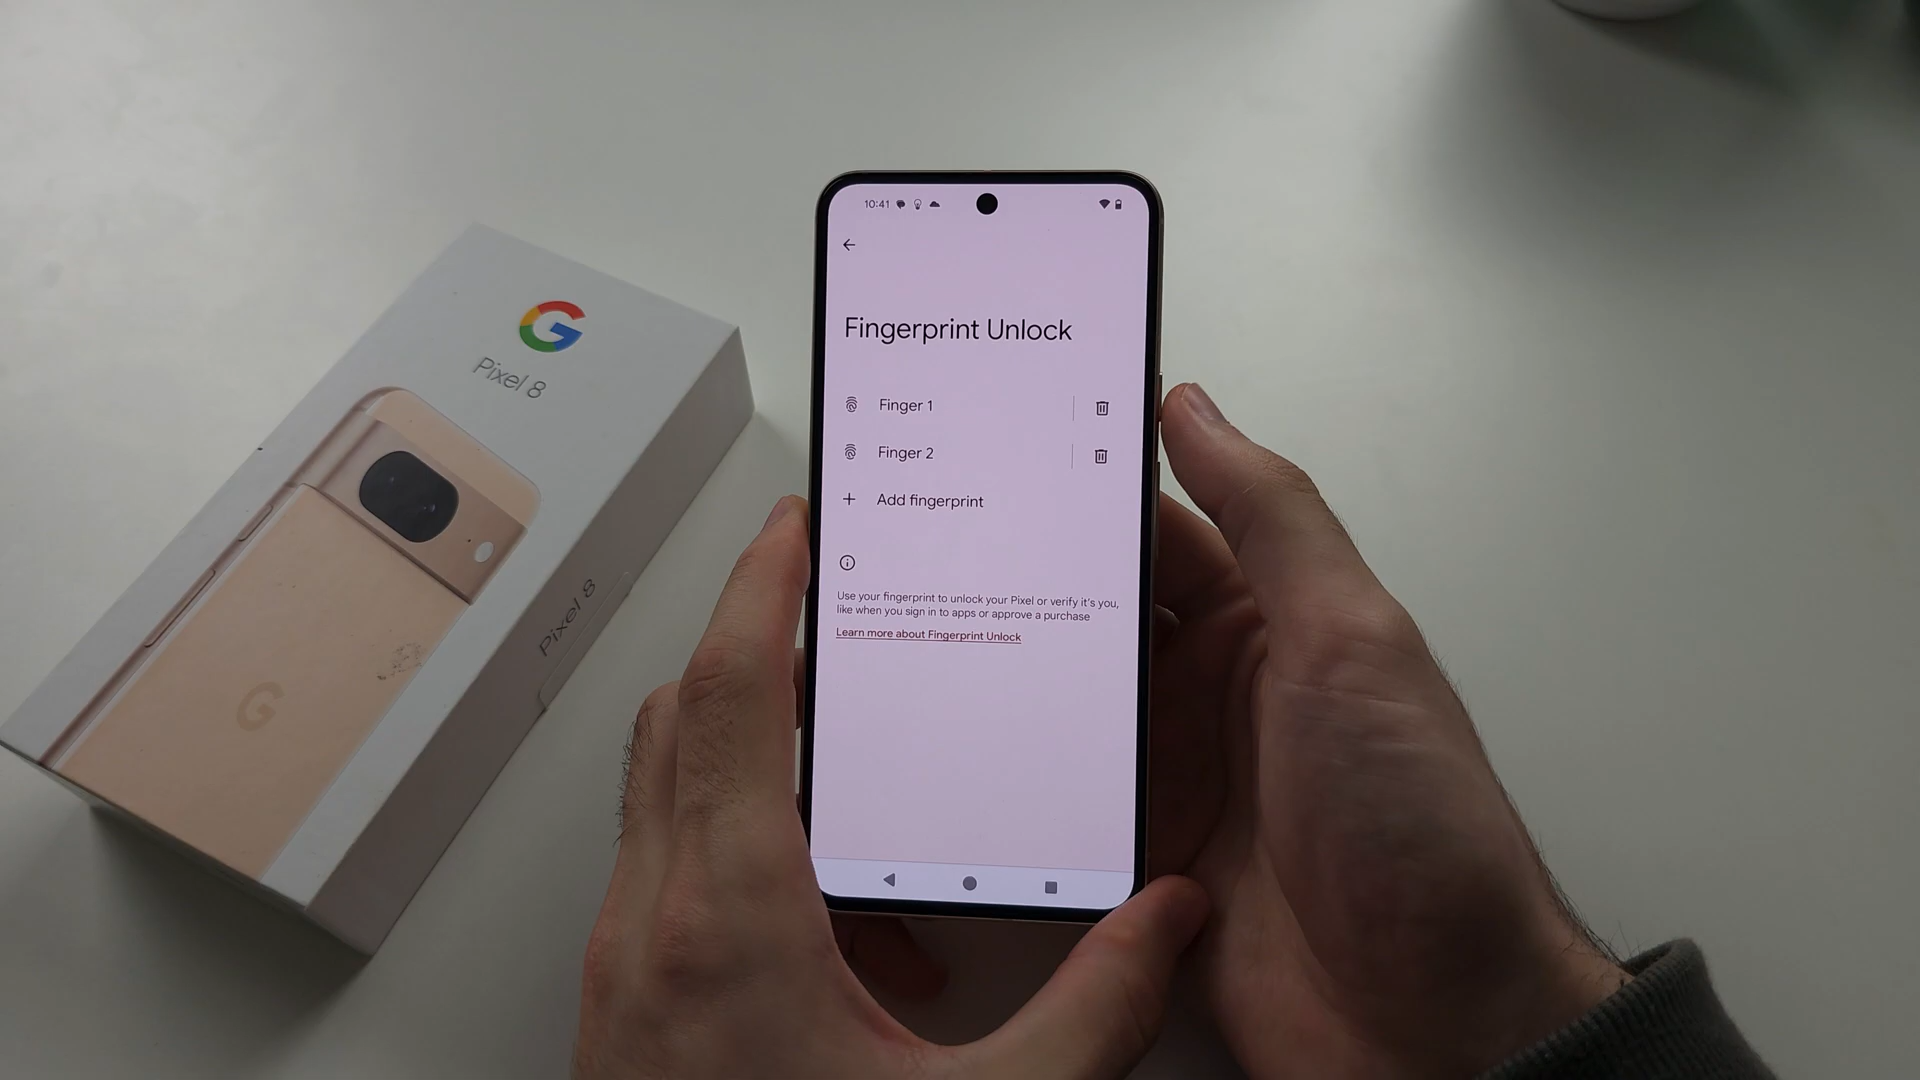 Pixel 8
Pixel 8
10:41
Fingerprint Unlock
Finger 1
Finger 2
Add fingerprint
Use your fingerprint to unlock your Pixel or verify it's you,
like when you sign in to apps or approve a purchase
Learn more about Fingerprint Unlock